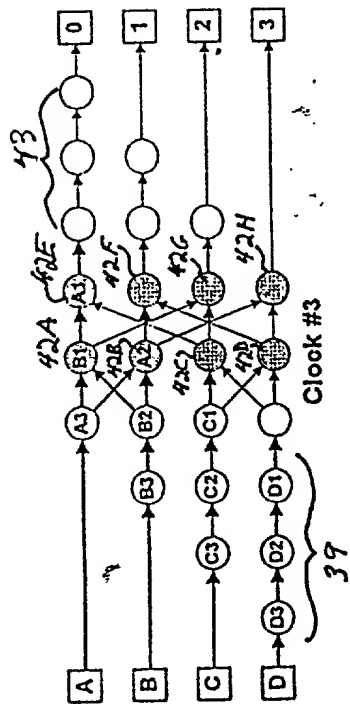 43
42E
42A
A A3 B1 A1 0
42F
42B
B B3 B2 A2 1
42G
42C
C C3 C2 C1 2
42H
42D
D D3 D2 D1 3
39
Clock #3